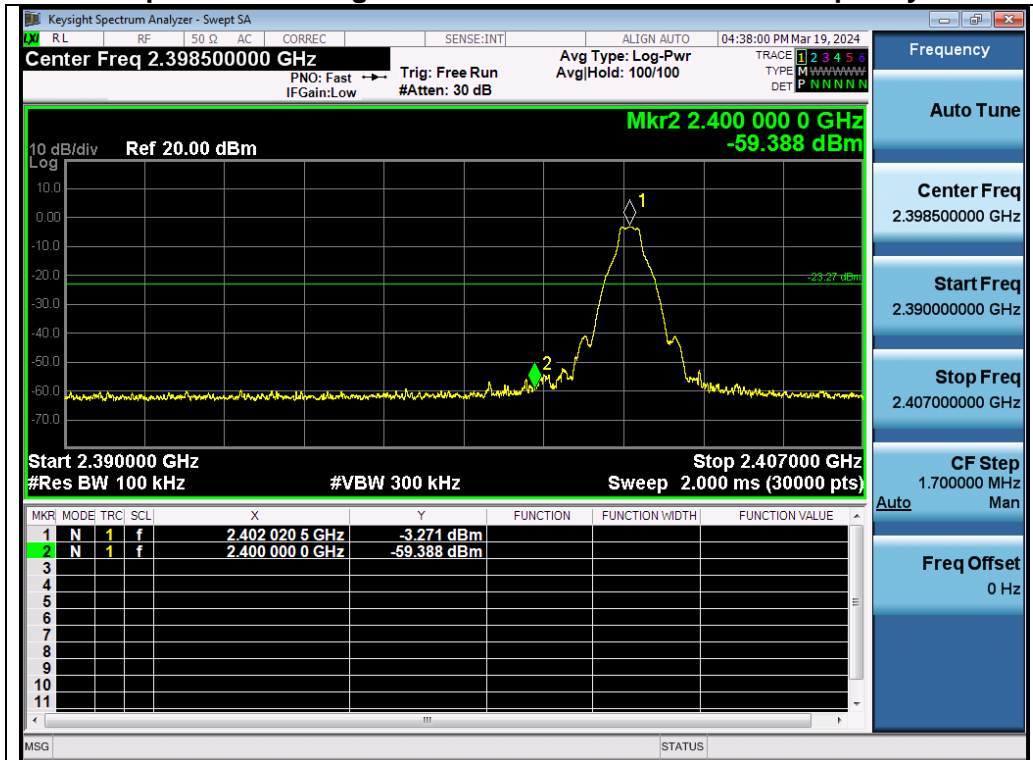 Keysight Spectrum Analyzer - Swept SA
LXI RL RF 50 Ω AC CORREC SENSE:INT ALIGN AUTO 04:38:00 PM Mar 19, 2024
Center Freq 2.398500000 GHz
PNO: Fast
IFGain:Low
Trig: Free Run
#Atten: 30 dB
Avg Type: Log-Pwr
Avg|Hold: 100/100
TRACE 1 2 3 4 5 6
TYPE M WWWWW
DET P N N N N N
Mkr2 2.400 000 0 GHz
-59.388 dBm
10 dB/div Ref 20.00 dBm
Log
10.0
0.00
-10.0
-20.0
-30.0
-40.0
-50.0
-60.0
-70.0
1
-23.27 dBm
2
Start 2.390000 GHz Stop 2.407000 GHz
#Res BW 100 kHz #VBW 300 kHz Sweep 2.000 ms (30000 pts)
MKR MODE TRC SCL X Y FUNCTION FUNCTION WIDTH FUNCTION VALUE
1 N 1 f 2.402 020 5 GHz -3.271 dBm
2 N 1 f 2.400 000 0 GHz -59.388 dBm
3
4
5
6
7
8
9
10
11
MSG STATUS
Frequency
Auto Tune
Center Freq
2.398500000 GHz
Start Freq
2.390000000 GHz
Stop Freq
2.407000000 GHz
CF Step
1.700000 MHz
Auto Man
Freq Offset
0 Hz